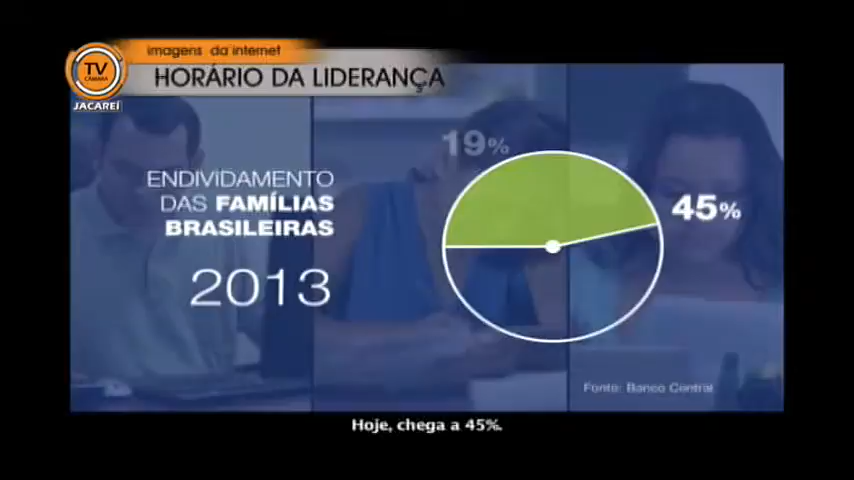 imagens da internet
TV
CÂMARA
JACAREÍ
HORÁRIO DA LIDERANÇA
19%
ENDIVIDAMENTO
DAS FAMÍLIAS
BRASILEIRAS
45%
2013
Fonte: Banco Central
Hoje, chega a 45%.